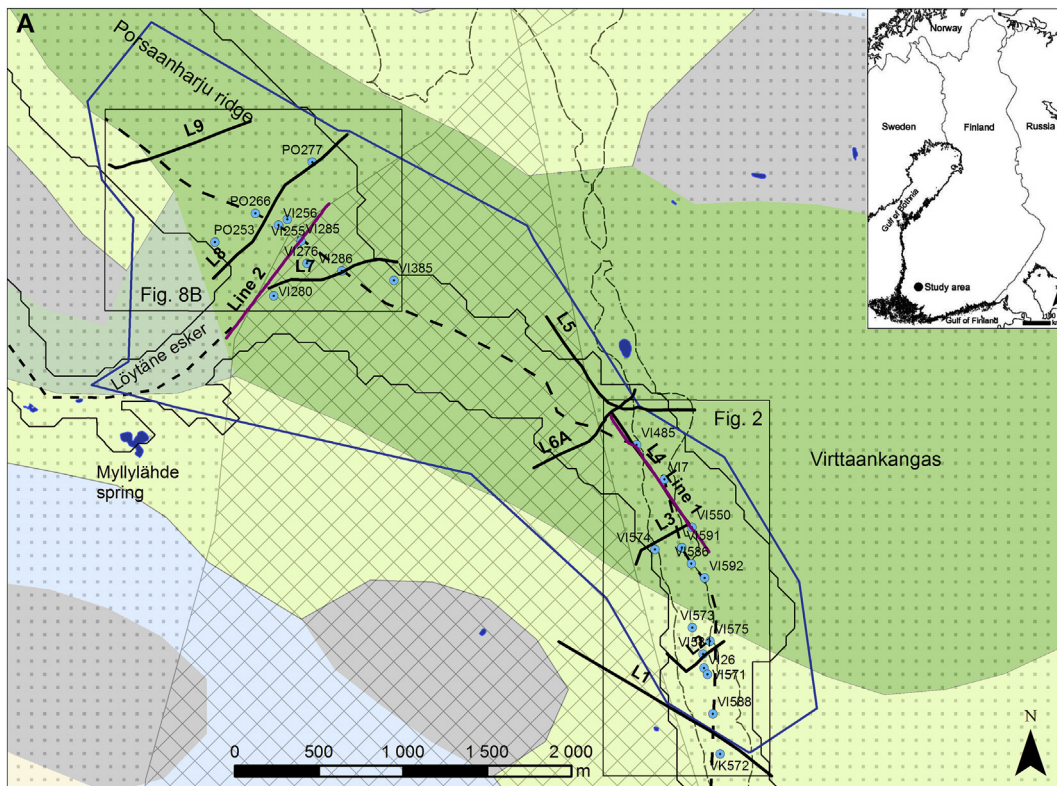 A
Porsaanharju ridge
L9
PO277
PO266
VI256
PO253
VI255
VI285
VI276
L8
L7
VI286
VI385
VI280
Fig. 8B
Line 2
Löytäne esker
Myllylähde
spring
L5
L6A
Fig. 2
VI485
L4
VI7
Line 1
VI550
L3
VI591
VI574
VI586
VI592
Virttaankangas
VI573
VI575
L2
VI26
VI571
L1
VI588
VK572
0
500
1 000
1 500
2 000
m
N
Norway
Sweden
Finland
Russia
Gulf of Bothnia
Study area
Gulf of Finland